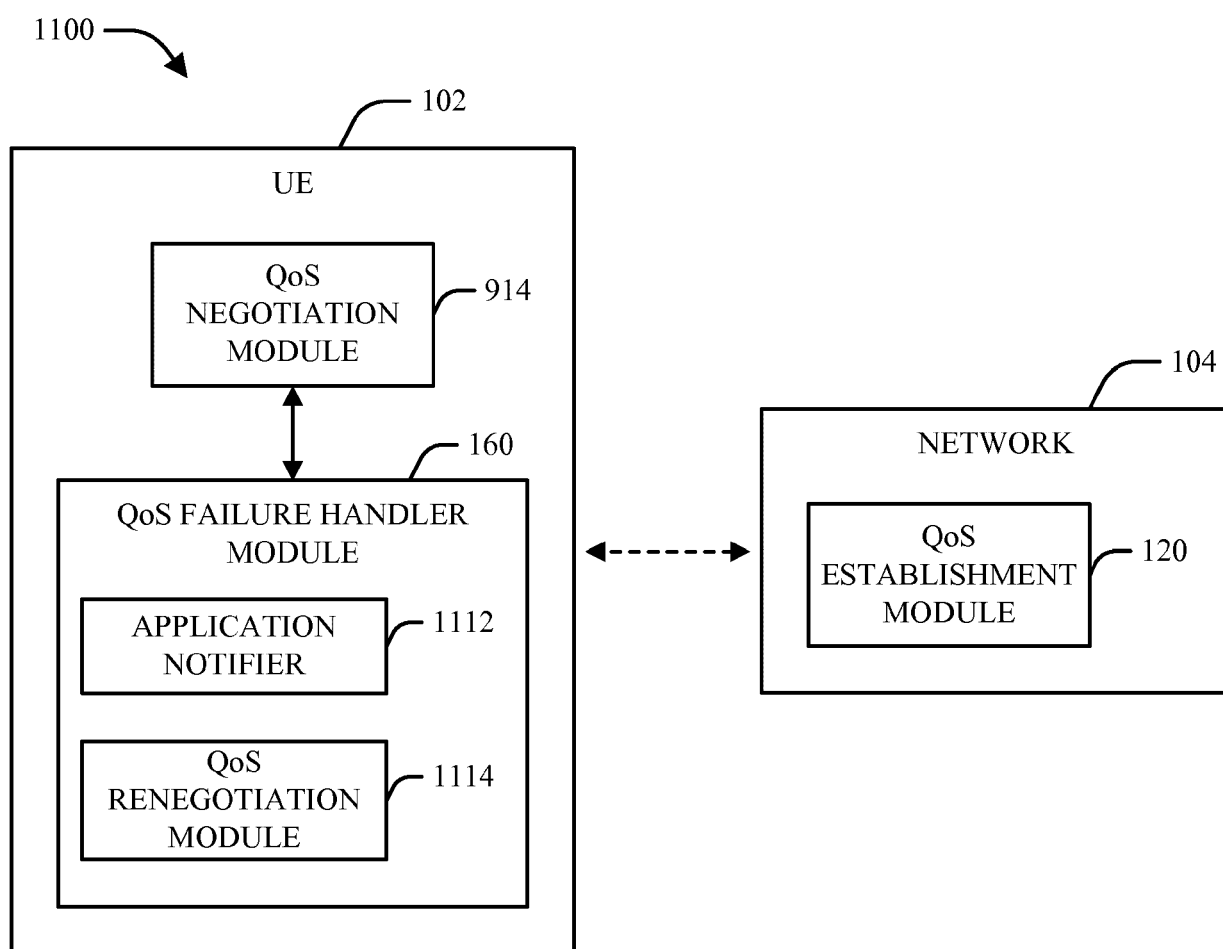 1100
102
UE
QoS
NEGOTIATION
MODULE
914
160
QoS FAILURE HANDLER
MODULE
APPLICATION
NOTIFIER
1112
QoS
RENEGOTIATION
MODULE
1114
104
NETWORK
QoS
ESTABLISHMENT
MODULE
120